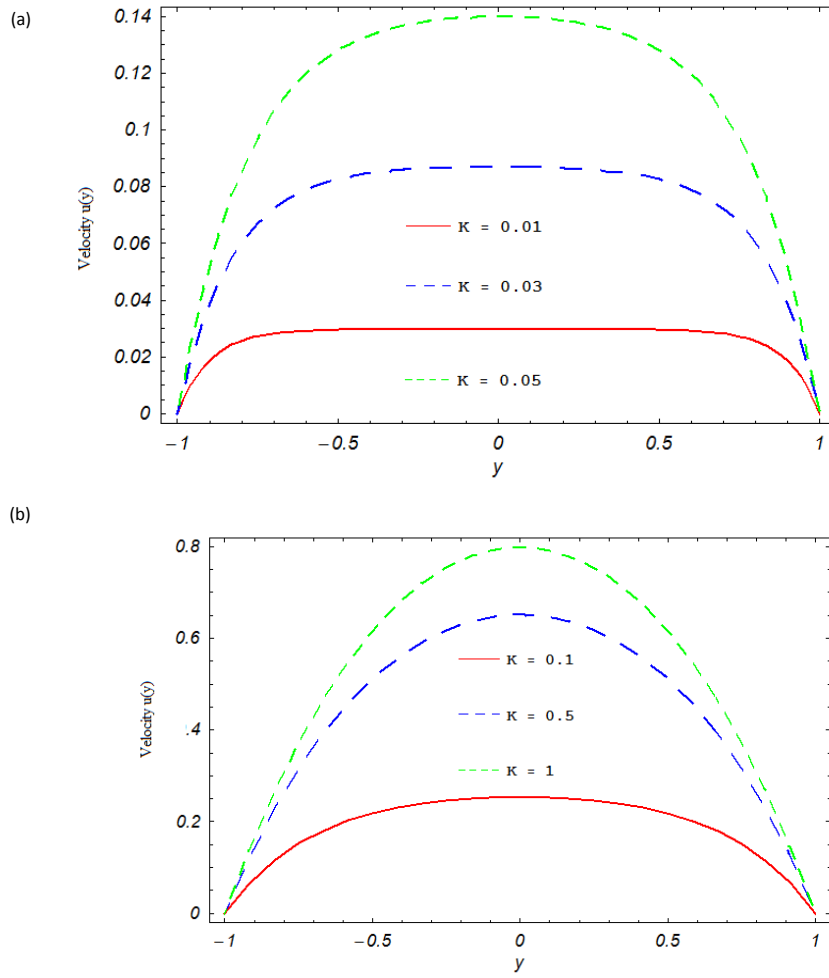 (a)
0.14
0.12
0.1
0.08
0.06
0.04
0.02
0
Velocity u(y)
K = 0.01
K = 0.03
K = 0.05
−1
−0.5
0
0.5
1
y
(b)
0.8
0.6
.4
0.2
0
Velocity u(y)
K = 0.1
K = 0.5
K = 1
−1
−0.5
0
0.5
1
y